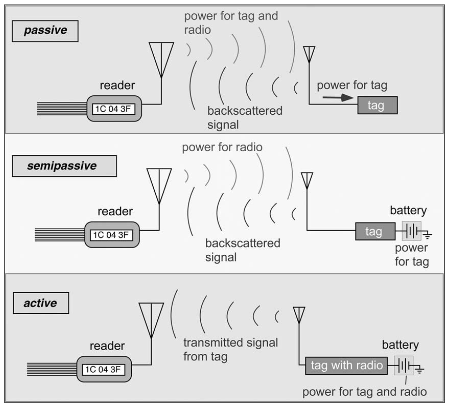 passive
power for tag and
radio
reader
1C 04 3F
power for tag
tag
backscattered
signal
semipassive
power for radio
reader
1C 04 3F
battery
tag
backscattered
signal
power
for tag
active
reader
1C 04 3F
transmitted signal
from tag
battery
tag with radio
power for tag and radio